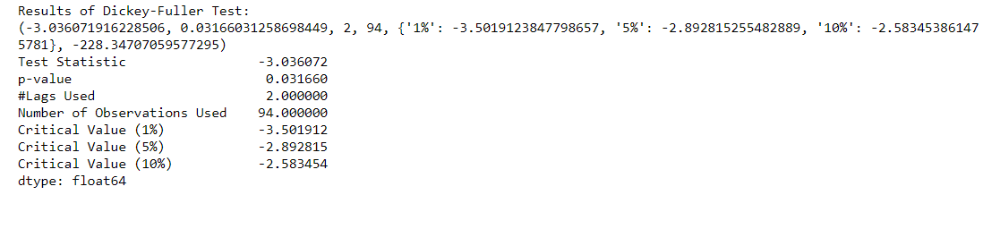 Results of Dickey-Fuller Test:
(-3.036071916228506, 0.03166031258698449, 2, 94, {'1%': -3.5019123847798657, '5%': -2.892815255482889, '10%': -2.58345386147
5781}, -228.34707059577295)
Test Statistic                 -3.036072
p-value                         0.031660
#Lags Used                      2.000000
Number of Observations Used    94.000000
Critical Value (1%)            -3.501912
Critical Value (5%)            -2.892815
Critical Value (10%)           -2.583454
dtype: float64